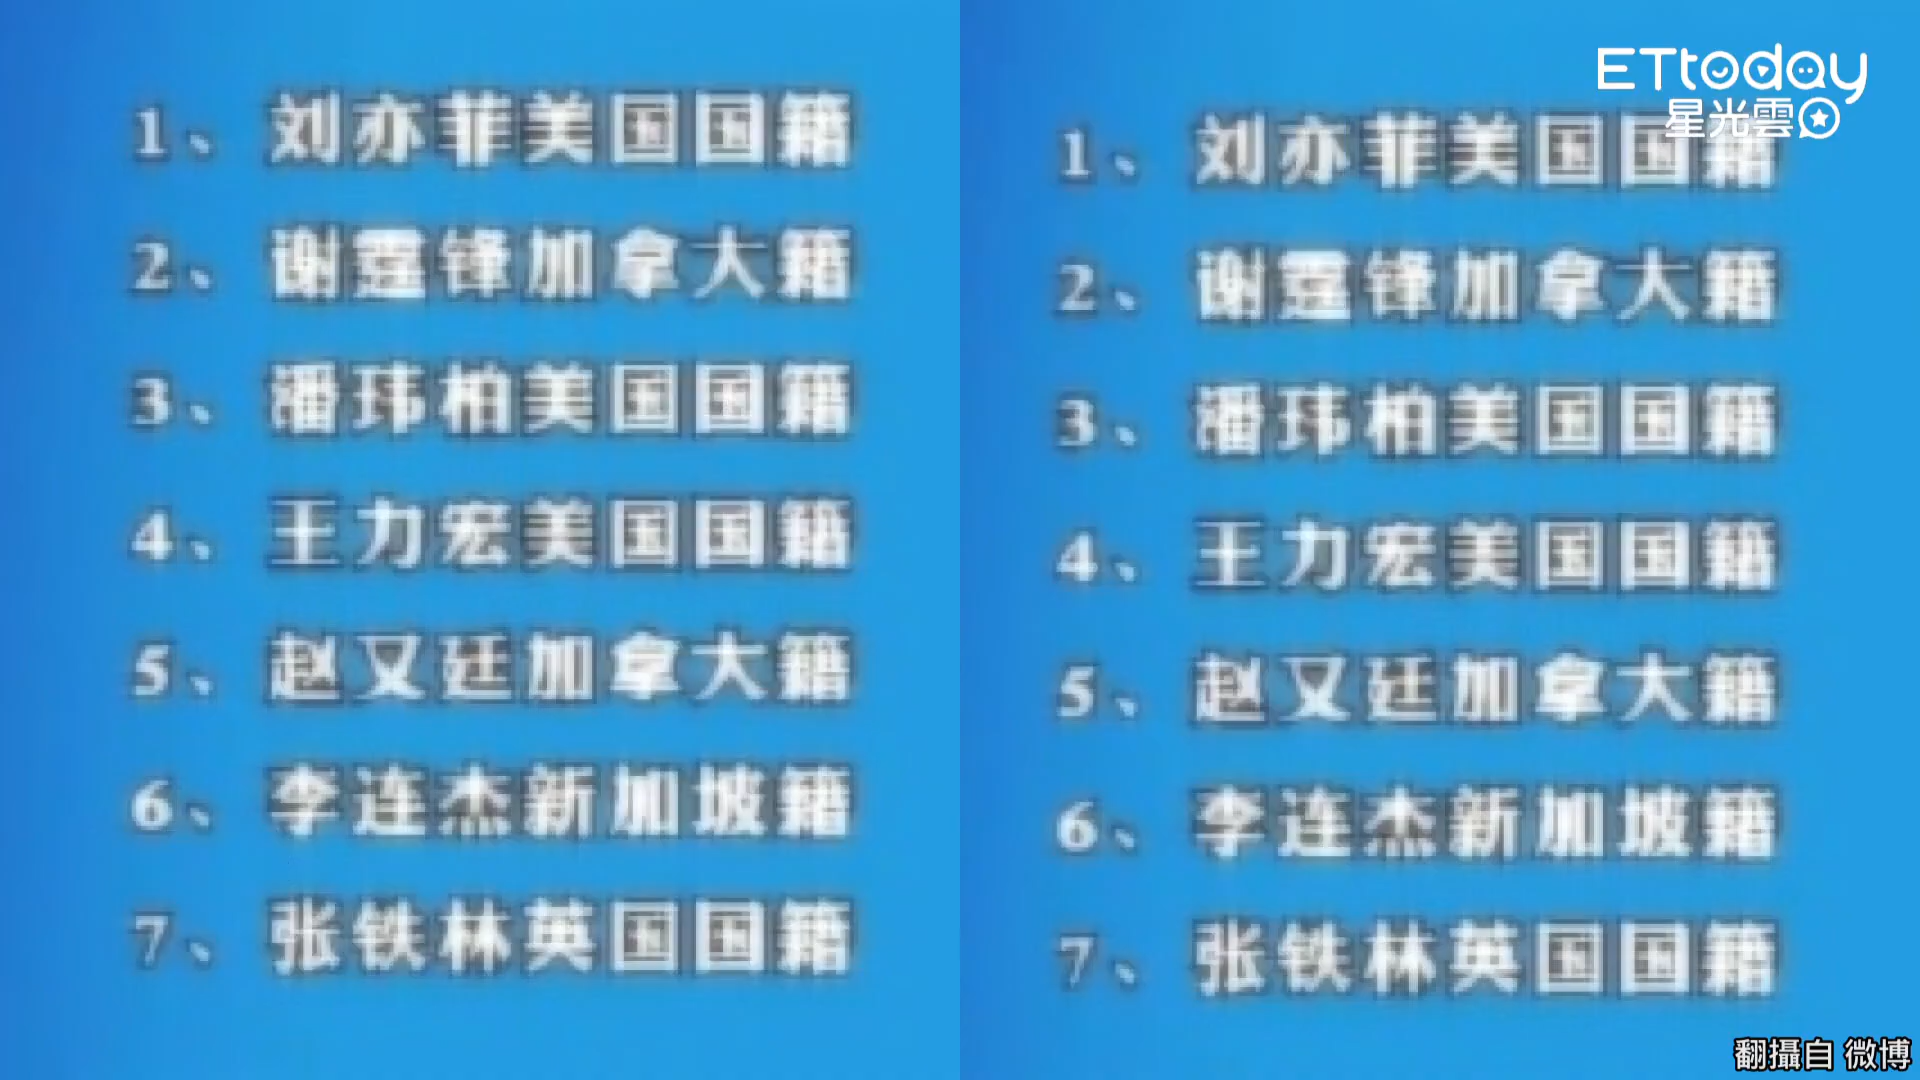 1、刘亦菲美国国籍
2、谢霆锋加拿大籍
3、潘玮柏美国国籍
4、王力宏美国国籍
5、赵又廷加拿大籍
6、李连杰新加坡籍
7、张铁林英国国籍
ETtoday
星光雲
1、刘亦菲美国国籍
2、谢霆锋加拿大籍
3、潘玮柏美国国籍
4、王力宏美国国籍
5、赵又廷加拿大籍
6、李连杰新加坡籍
7、张铁林英国国籍
翻攝自 微博